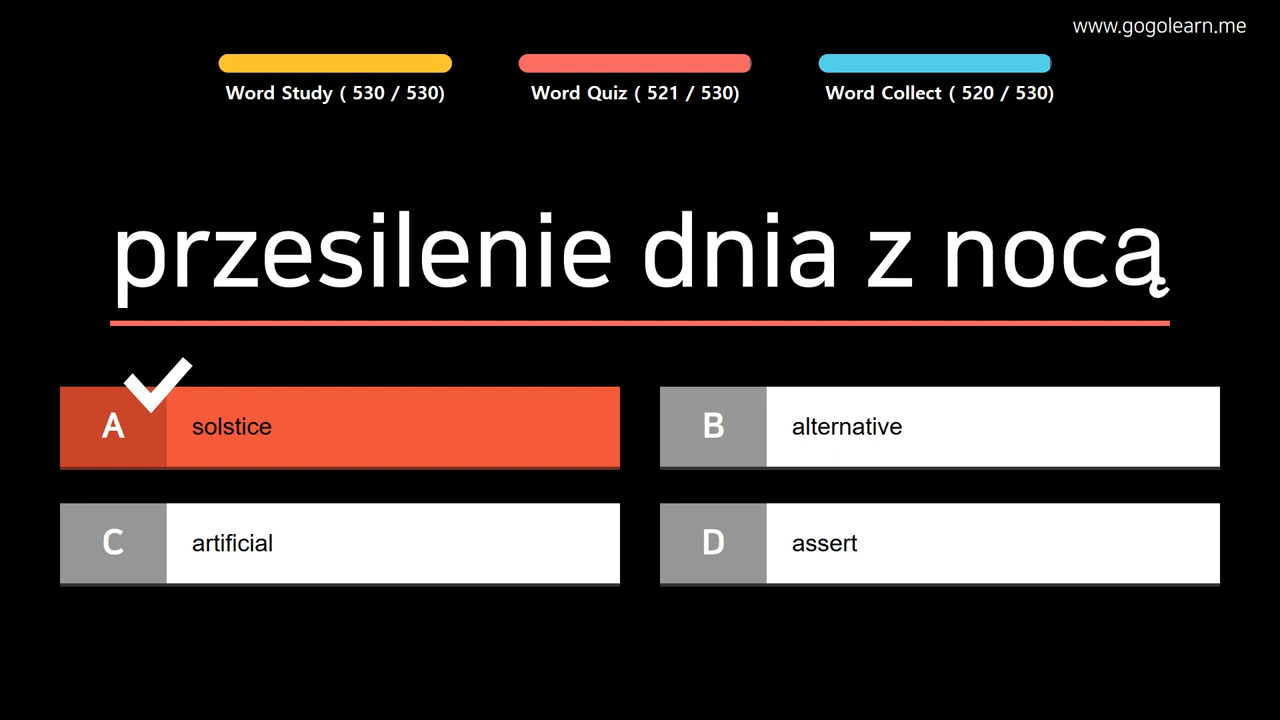 www.gogolearn.me
Word Study ( 530 / 530)
Word Quiz ( 521 / 530)
Word Collect ( 520 / 530)
przesilenie dnia z nocą
A
solstice
B
alternative
C
artificial
D
assert